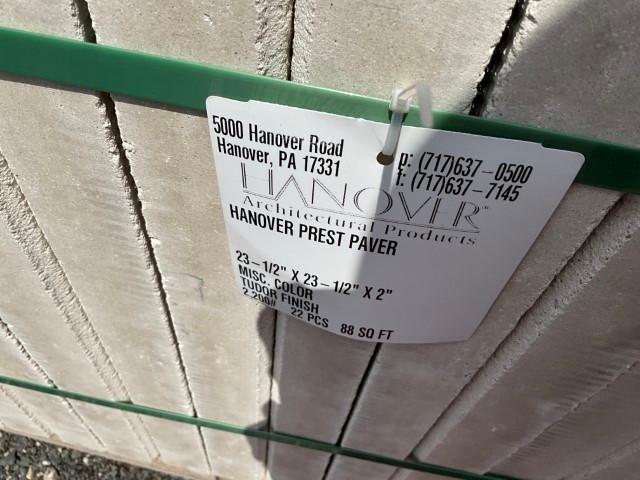 5000 Hanover Road
Hanover, PA 17331
p: (717)637-0500
f: (717)637-7145
HANOVER
Architectural Products
HANOVER PREST PAVER
23-1/2" X 23-1/2" X 2"
MISC. COLOR
TUDOR FINISH
2,200# 22 PCS 88 SQ FT